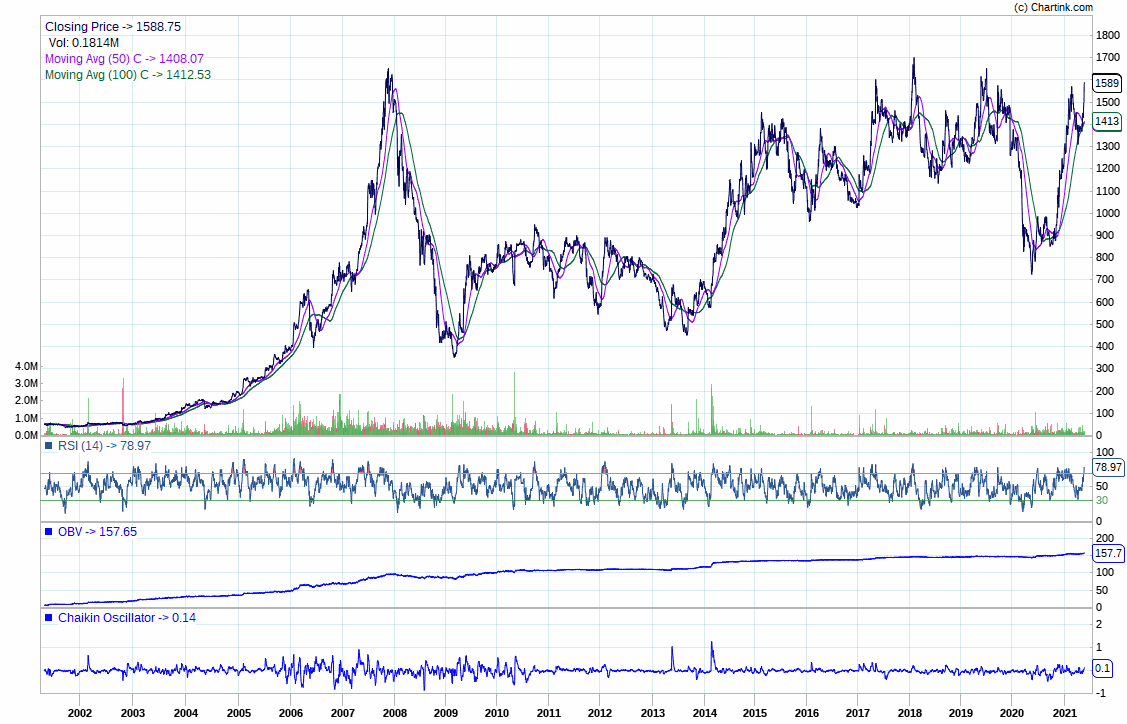 (c) Chartink.com
Closing Price -> 1588.75
Vol: 0.1814M
Moving Avg (50) C -> 1408.07
Moving Avg (100) C -> 1412.53
1800
1700
1589
1500
1413
1300
1200
1100
1000
900
800
700
600
500
400
300
200
100
0
4.0M
3.0M
2.0M
1.0M
0.0M
RSI (14) -> 78.97
100
78.97
50
30
0
OBV -> 157.65
200
157.7
100
50
0
Chaikin Oscillator -> 0.14
2
1
0.1
-1
2002 2003 2004 2005 2006 2007 2008 2009 2010 2011 2012 2013 2014 2015 2016 2017 2018 2019 2020 2021